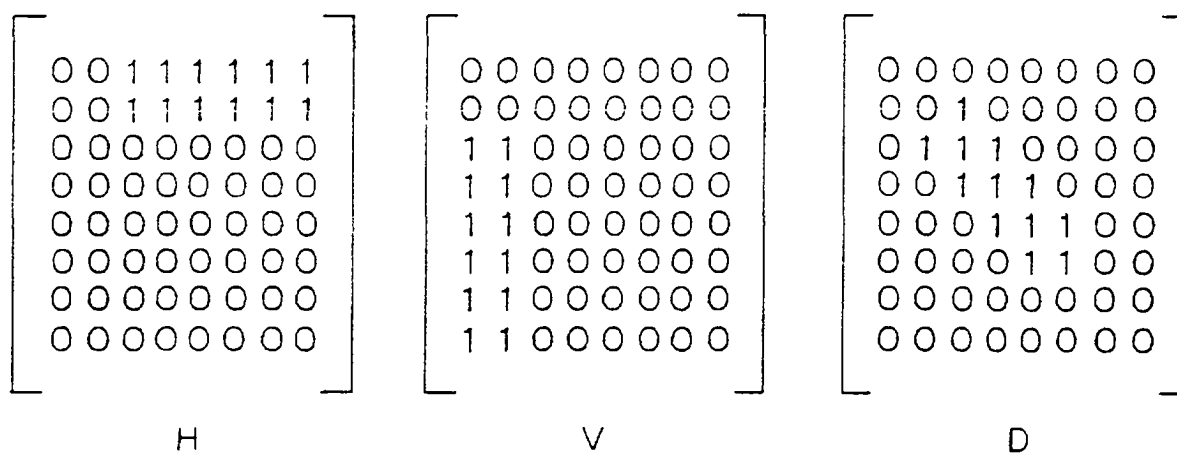 0 0 1 1 1 1 1 1 0 0 0 0 0 0 0 0 0 0 0 0 0 0 0 0
0 0 1 1 1 1 1 1 0 0 0 0 0 0 0 0 0 0 1 0 0 0 0 0
0 0 0 0 0 0 0 0 1 1 0 0 0 0 0 0 0 1 1 1 0 0 0 0
0 0 0 0 0 0 0 0 1 1 0 0 0 0 0 0 0 0 1 1 1 0 0 0
0 0 0 0 0 0 0 0 1 1 0 0 0 0 0 0 0 0 0 1 1 1 0 0
0 0 0 0 0 0 0 0 1 1 0 0 0 0 0 0 0 0 0 0 1 1 0 0
0 0 0 0 0 0 0 0 1 1 0 0 0 0 0 0 0 0 0 0 0 0 0 0
0 0 0 0 0 0 0 0 1 1 0 0 0 0 0 0 0 0 0 0 0 0 0 0
H V D